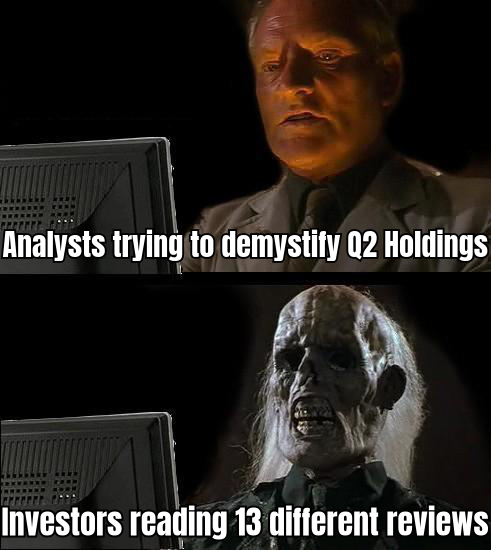 Analysts trying to demystify Q2 Holdings
Investors reading 13 different reviews